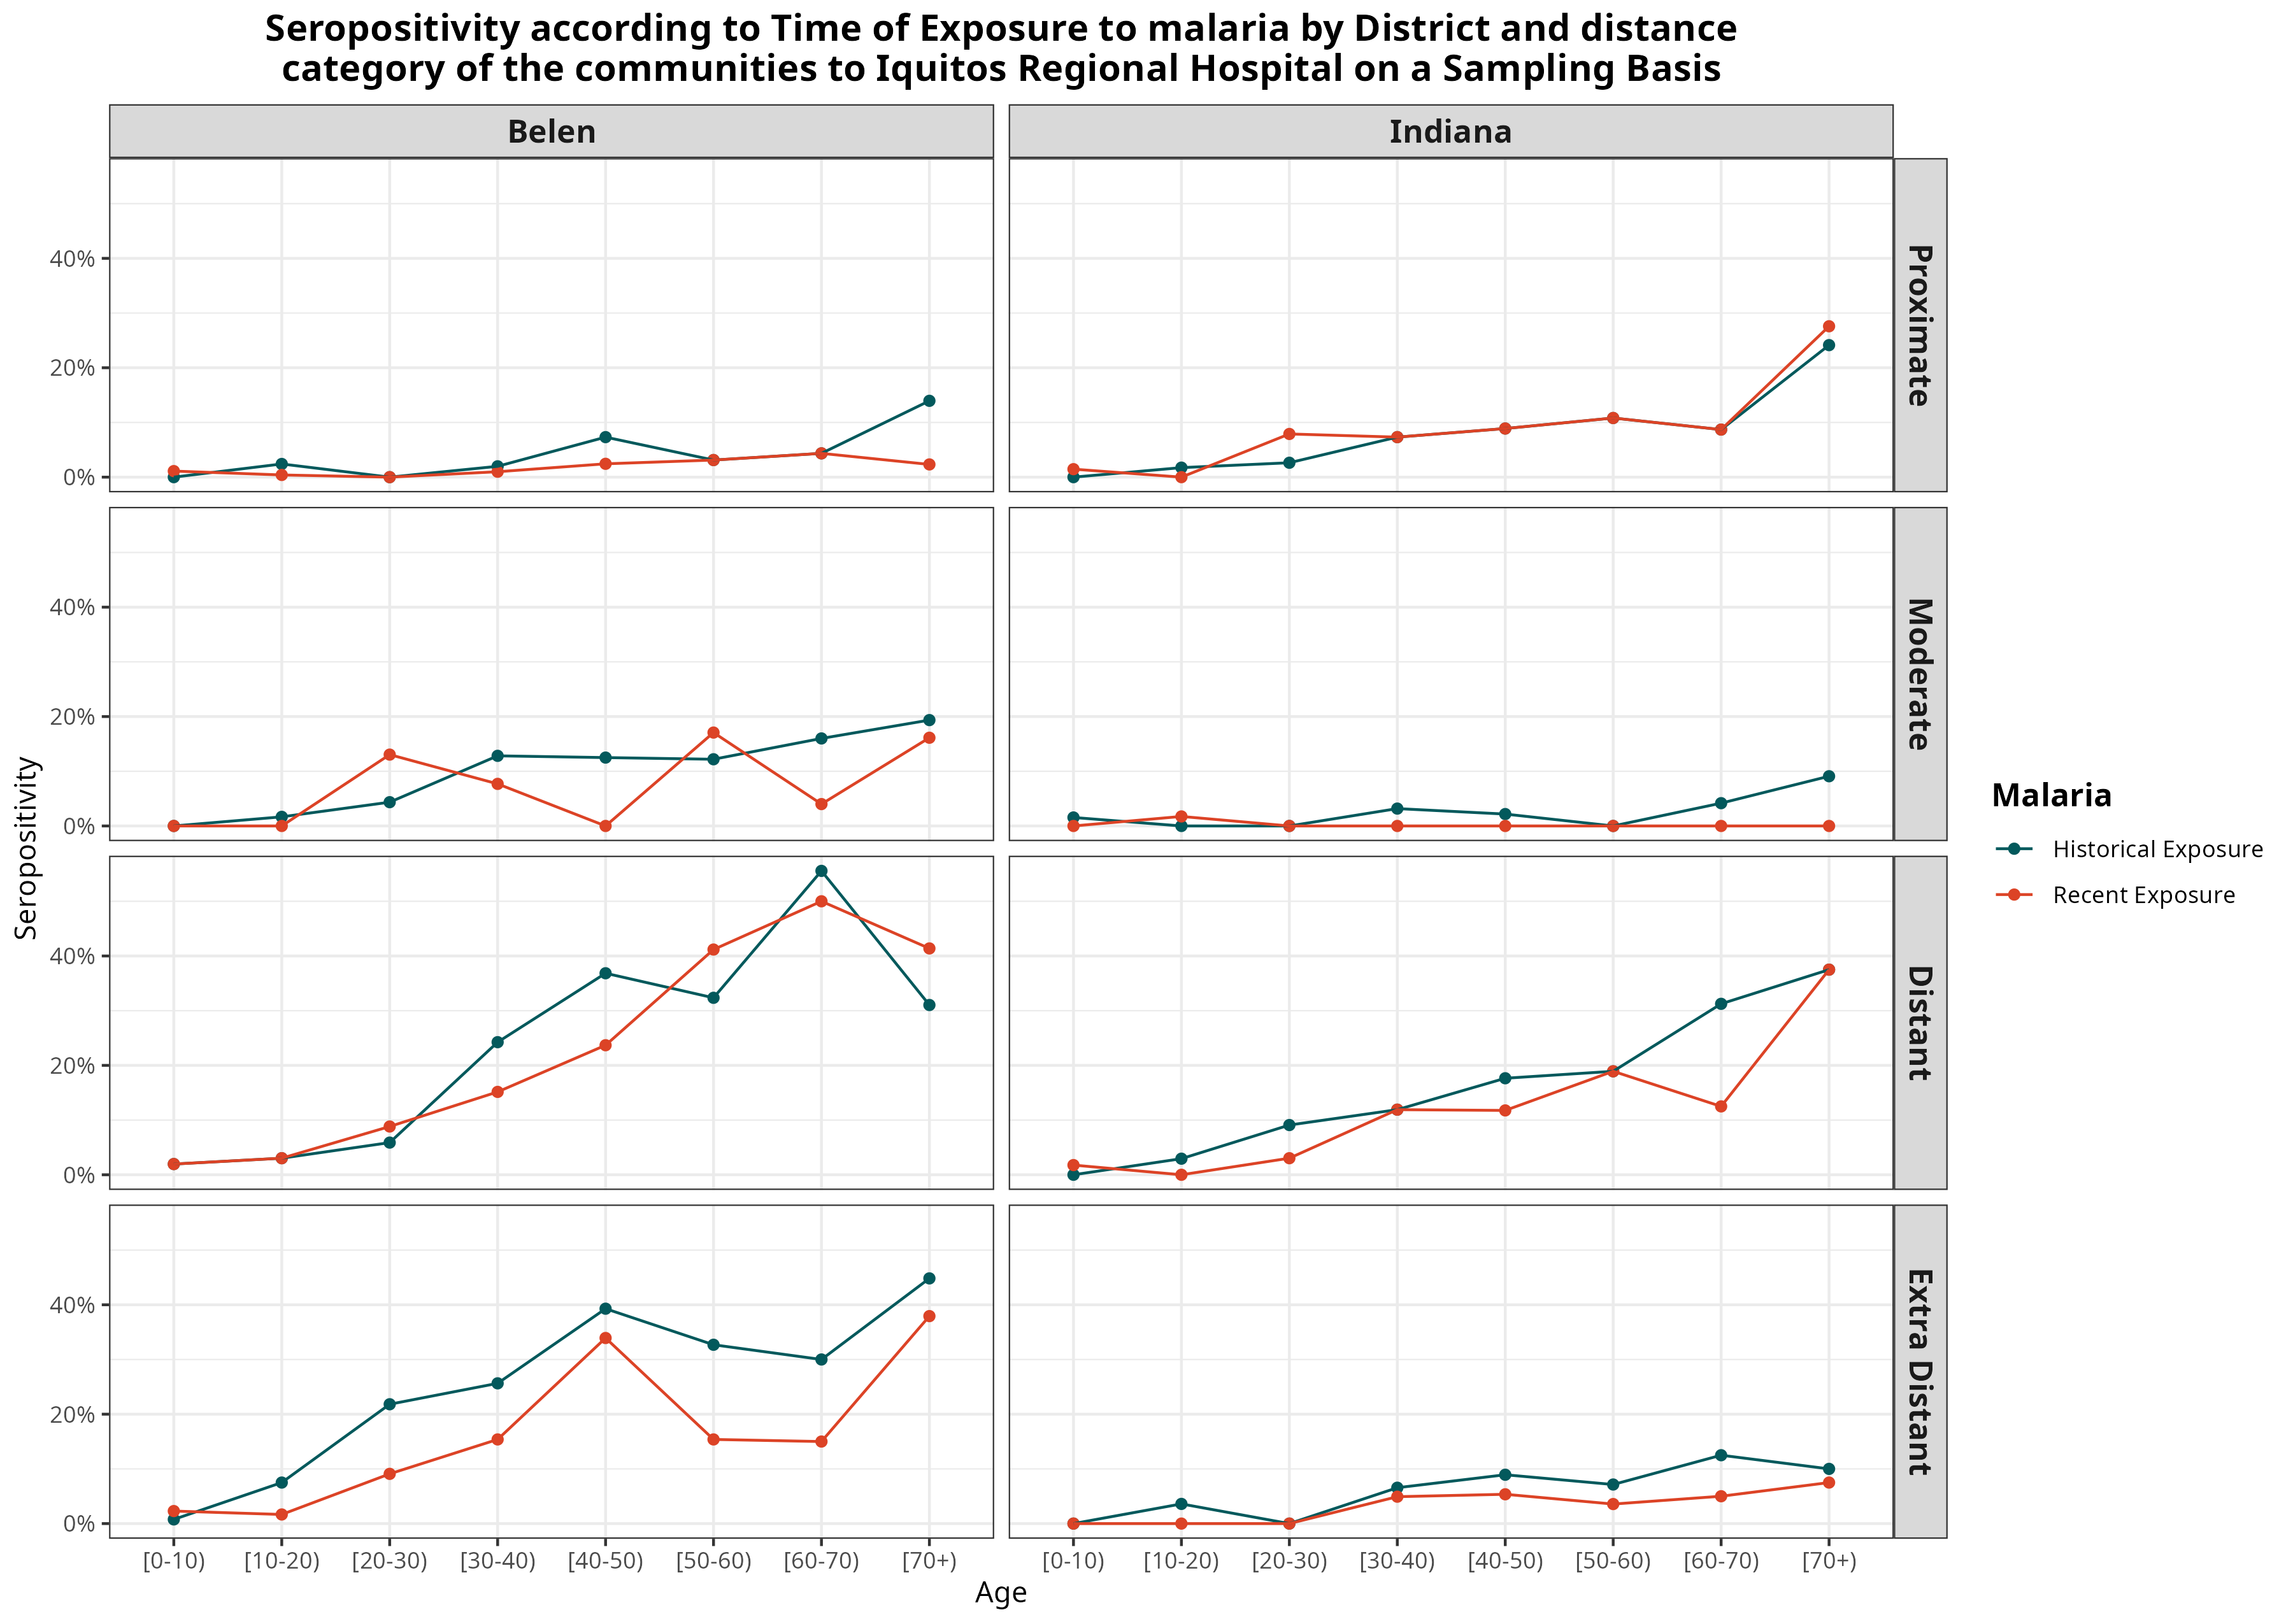 Seropositivity according to Time of Exposure to malaria by District and distance
category of the communities to Iquitos Regional Hospital on a Sampling Basis
Belen
Indiana
Seropositivity
40%
20%
0%
Proximate
40%
20%
0%
Moderate
40%
20%
0%
Distant
40%
20%
0%
Extra Distant
[0-10) [10-20) [20-30) [30-40) [40-50) [50-60) [60-70) [70+)
[0-10) [10-20) [20-30) [30-40) [40-50) [50-60) [60-70) [70+)
Age
Malaria
Historical Exposure
Recent Exposure